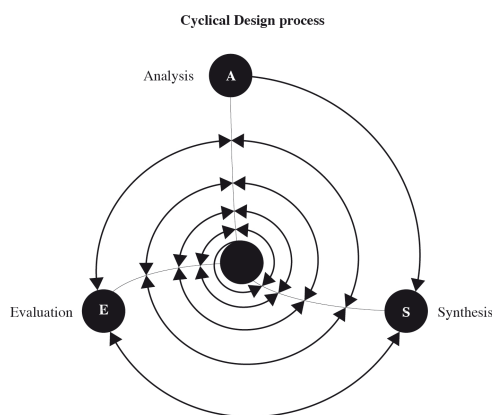 Cyclical Design process
Analysis
A
Evaluation
E
S
Synthesis